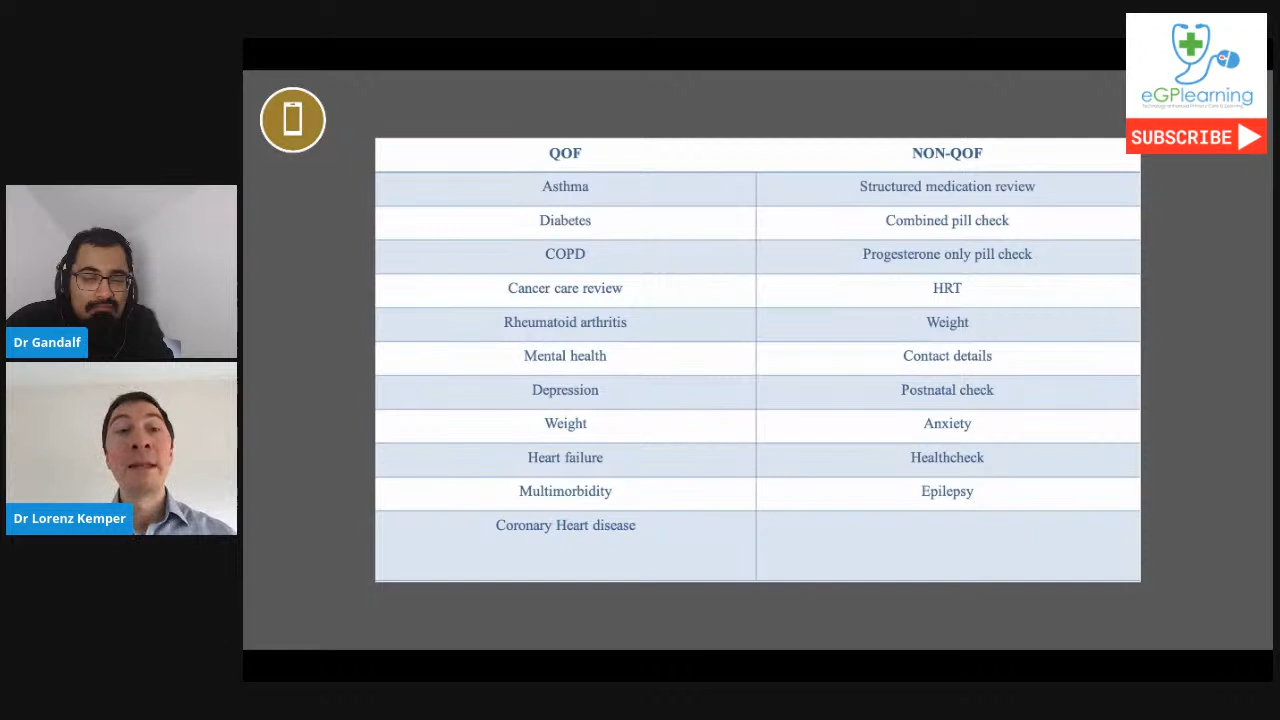 eGPlearning
SUBSCRIBE
QOF NON-QOF
Asthma Structured medication review
Diabetes Combined pill check
COPD Progesterone only pill check
Cancer care review HRT
Rheumatoid arthritis Weight
Mental health Contact details
Depression Postnatal check
Weight Anxiety
Heart failure Healthcheck
Multimorbidity Epilepsy
Coronary Heart disease
Dr Gandalf
Dr Lorenz Kemper